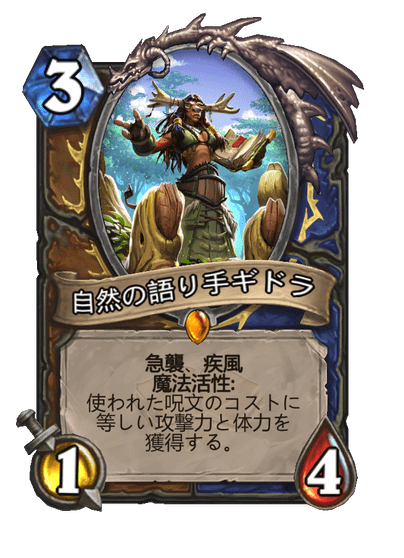 3
自然の語り手ギドラ
急襲、疾風
魔法活性:
使われた呪文のコストに
等しい攻撃力と体力を
獲得する。
1
4